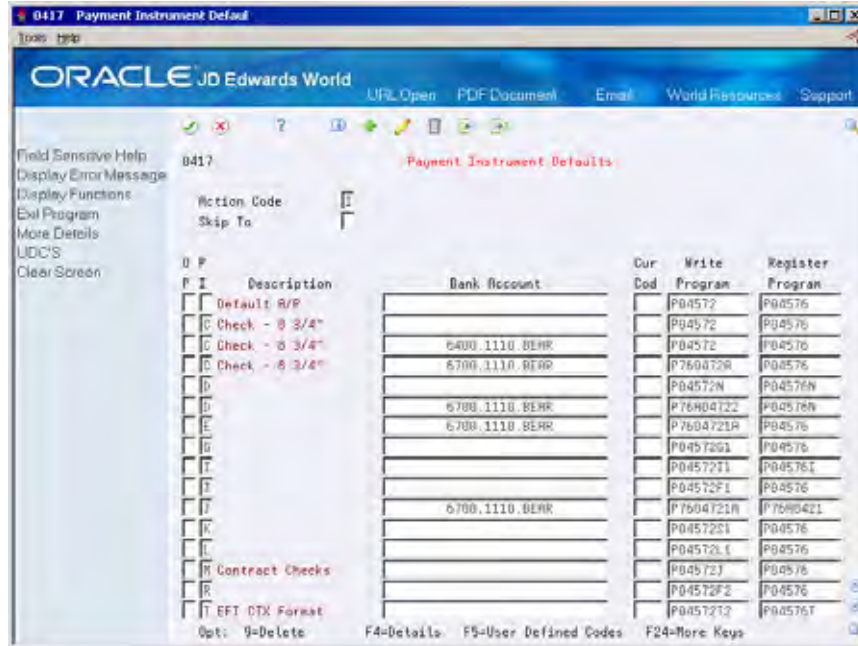 0417 Payment Instrument Defaul
Tools Help
ORACLE JD Edwards World
URL Open PDF Document Email World Resources Support
Field Sensitive Help
Display Error Message
Display Functions
Exit Program
More Details
UDC'S
Clear Screen
0417 Payment Instrument Defaults
Action Code I
Skip To
O P Cur Write Register
P I Description Bank Account Cod Program Program
Default A/P P04572 P04576
C Check - 8 3/4" P04572 P04576
C Check - 8 3/4" 6400.1110.BEAR P04572 P04576
C Check - 8 3/4" 6700.1110.BEAR P760472A P04576
D P04572N P04576N
D 6700.1110.BEAR P76A04722 P04576N
E 6700.1110.BEAR P7604721A P04576
G P04572G1 P04576
I P04572I1 P04576I
I P04572F1 P04576
J 6700.1110.BEAR P7604721A P76A0421
K P04572S1 P04576
L P04572L1 P04576
M Contract Checks P04572J P04576
R P04572F2 P04576
T EFT CTX Format P04572T2 P04576T
Opt: 9=Delete F4=Details F5=User Defined Codes F24=More Keys